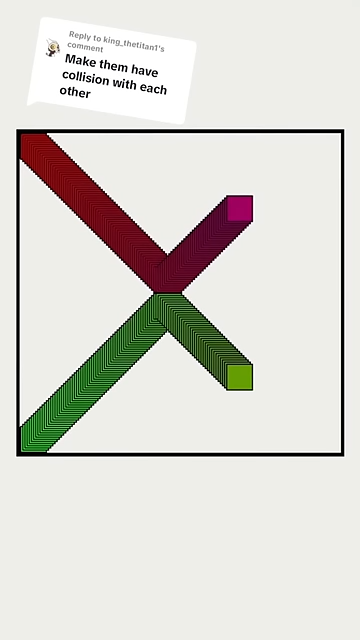 Reply to king_thetitan1's
comment
Make them have
collision with each
other